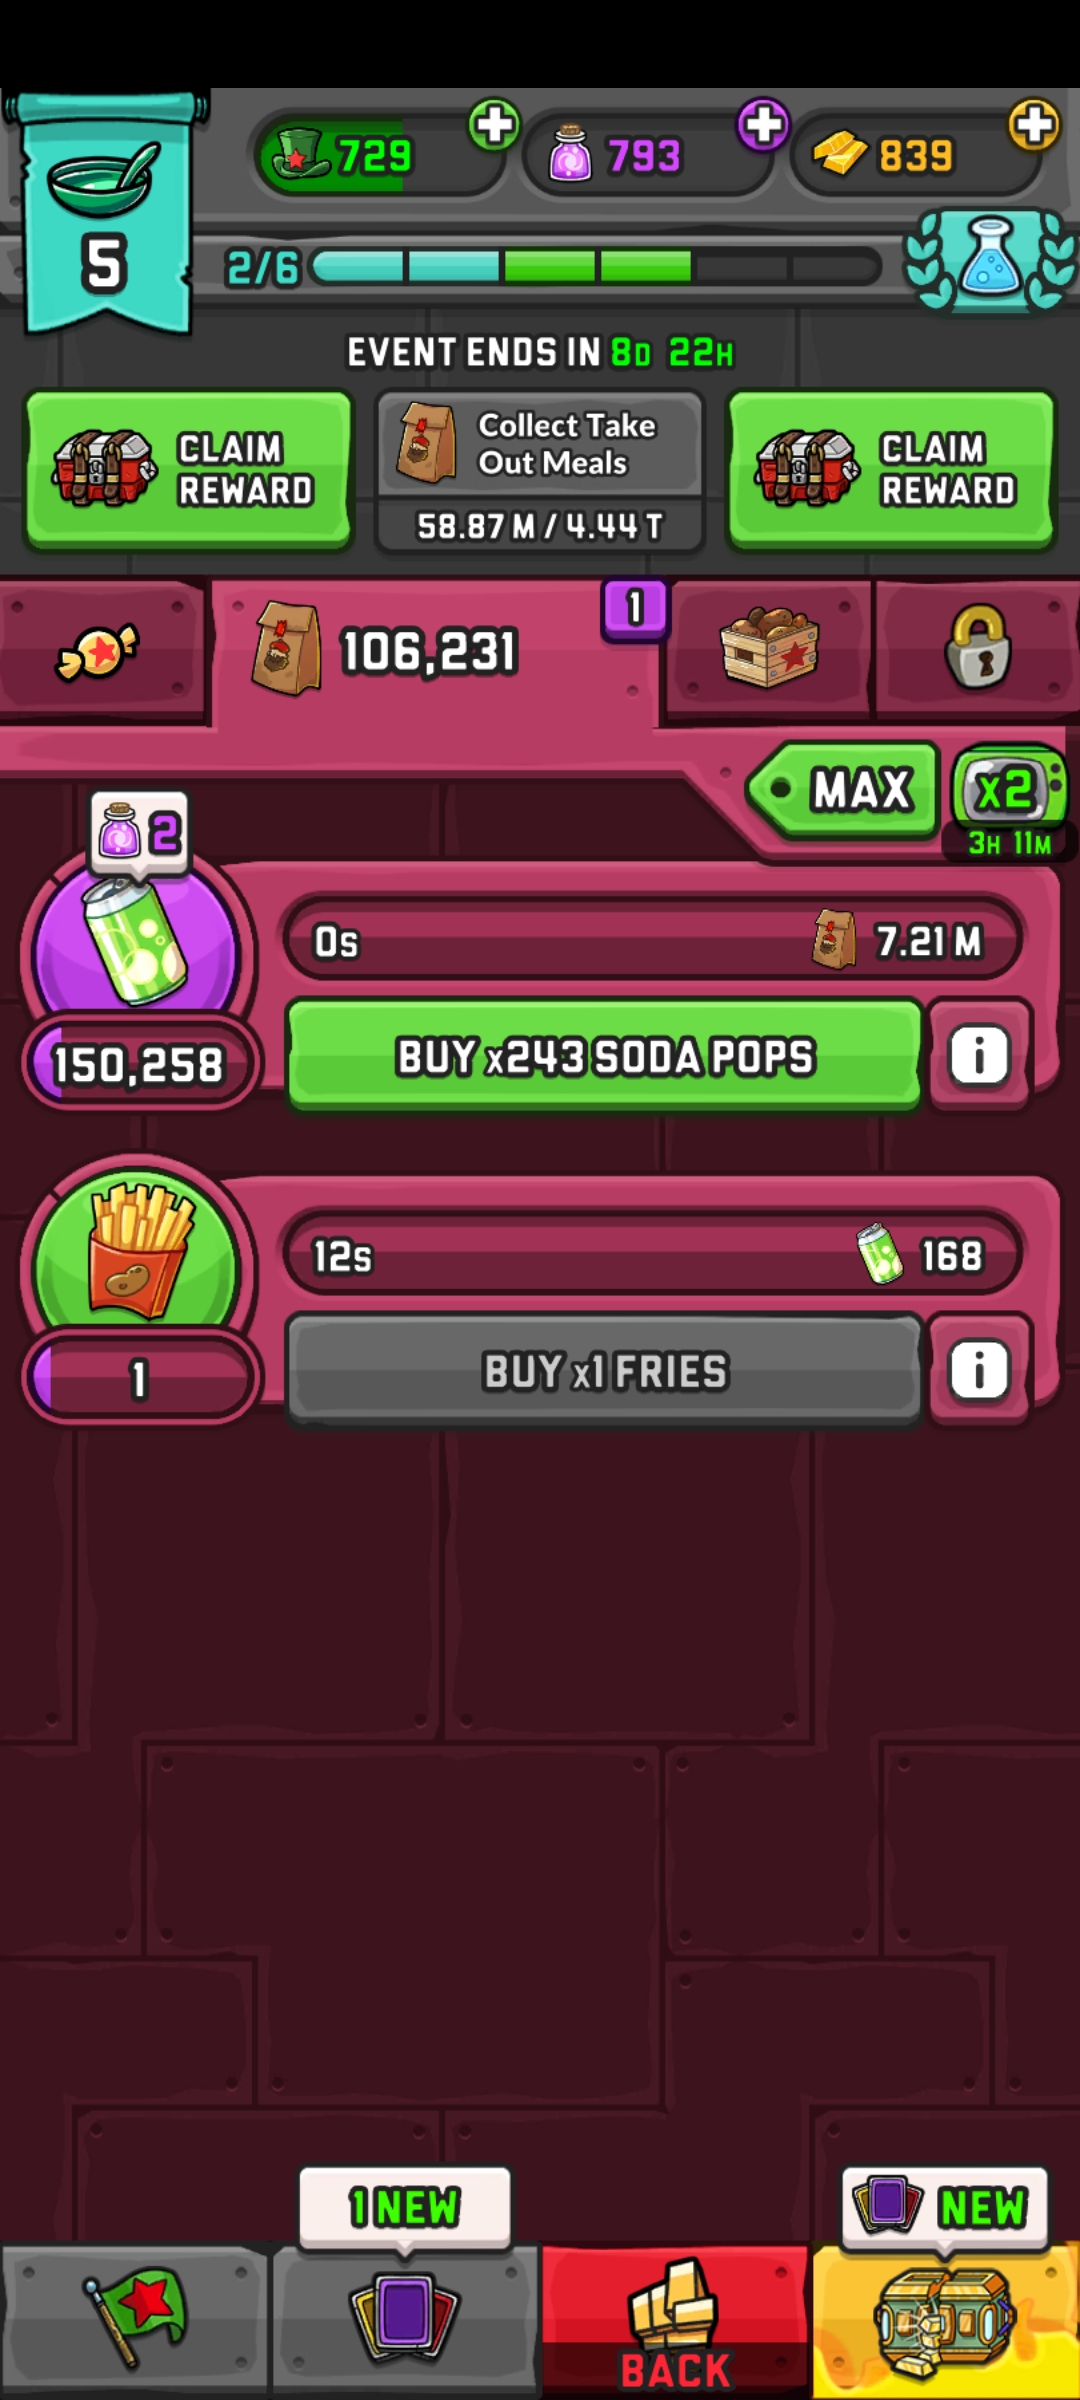 729
793
839
5
2/6
EVENT ENDS IN 8D 22H
CLAIM
REWARD
Collect Take
Out Meals
58.87 M / 4.44 T
CLAIM
REWARD
106,231
1
MAX
x2
3H 11M
2
0s
7.21 M
150,258
BUY x243 SODA POPS
i
12s
168
1
BUY x1 FRIES
i
1 NEW
NEW
BACK